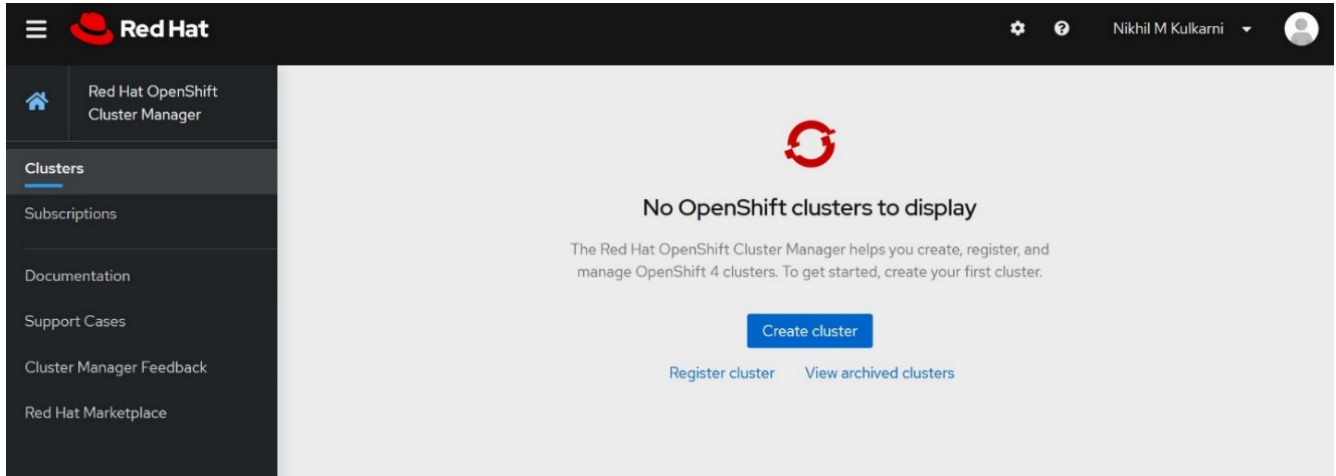 Red Hat
Nikhil M Kulkarni
Red Hat OpenShift
Cluster Manager
Clusters
Subscriptions
Documentation
Support Cases
Cluster Manager Feedback
Red Hat Marketplace
No OpenShift clusters to display
The Red Hat OpenShift Cluster Manager helps you create, register, and
manage OpenShift 4 clusters. To get started, create your first cluster.
Create cluster
Register cluster View archived clusters